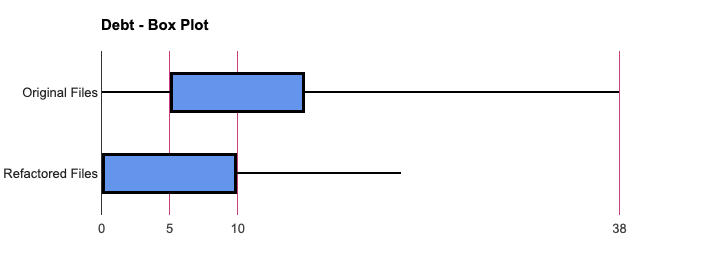 Debt - Box Plot
Original Files
Refactored Files
0 5 10 38